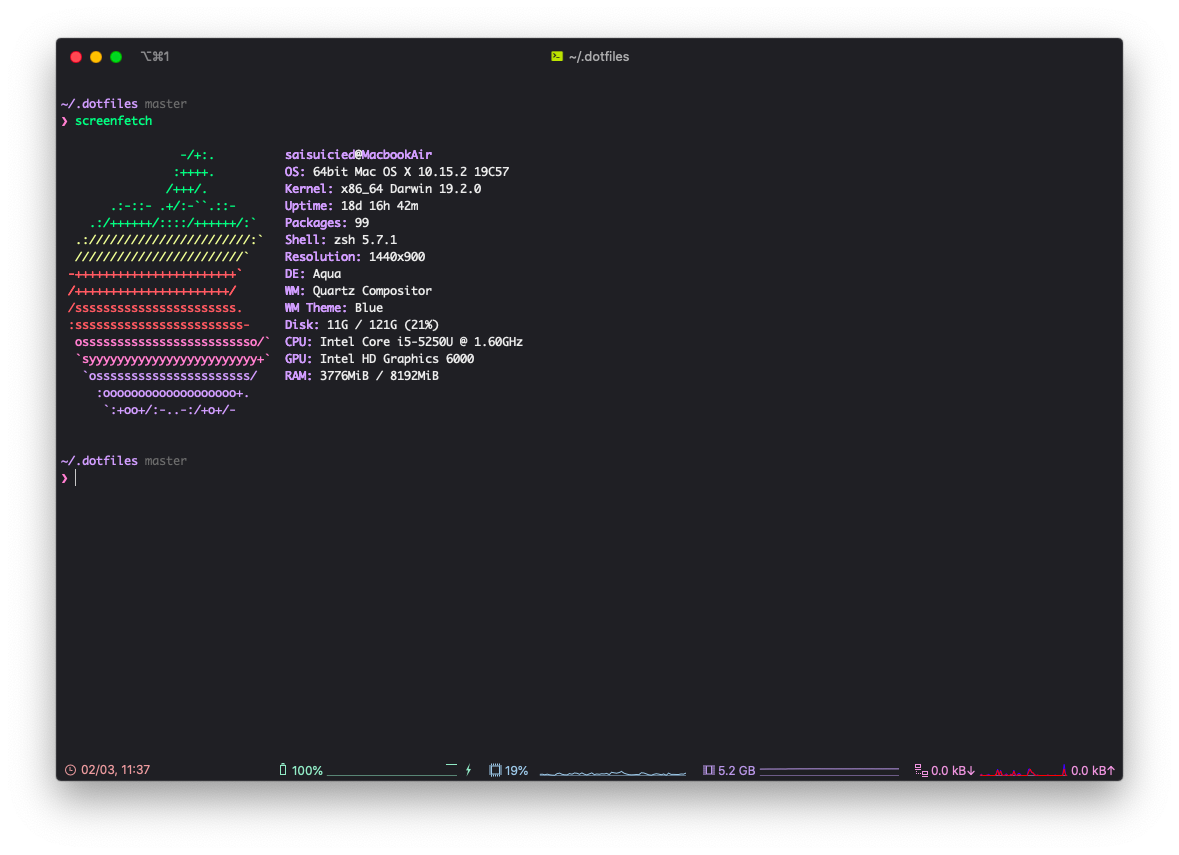 ⌥⌘1 ~/.dotfiles
~/.dotfiles master
❯ screenfetch
-/+:. saisuicied@MacbookAir
:++++. OS: 64bit Mac OS X 10.15.2 19C57
/+++/. Kernel: x86_64 Darwin 19.2.0
.:-::- .+/:-``.::- Uptime: 18d 16h 42m
.:/++++++/::::/++++++/:` Packages: 99
.:///////////////////////:` Shell: zsh 5.7.1
////////////////////////` Resolution: 1440x900
-+++++++++++++++++++++++` DE: Aqua
/++++++++++++++++++++++/ WM: Quartz Compositor
/sssssssssssssssssssssss. WM Theme: Blue
:ssssssssssssssssssssssss- Disk: 11G / 121G (21%)
osssssssssssssssssssssssso/` CPU: Intel Core i5-5250U @ 1.60GHz
`syyyyyyyyyyyyyyyyyyyyyyyy+` GPU: Intel HD Graphics 6000
`ossssssssssssssssssssss/ RAM: 3776MiB / 8192MiB
:ooooooooooooooooooo+.
`:+oo+/:-..-:/+o+/-
~/.dotfiles master
❯
02/03, 11:37 100% 19% 5.2 GB 0.0 kB↓ 0.0 kB↑